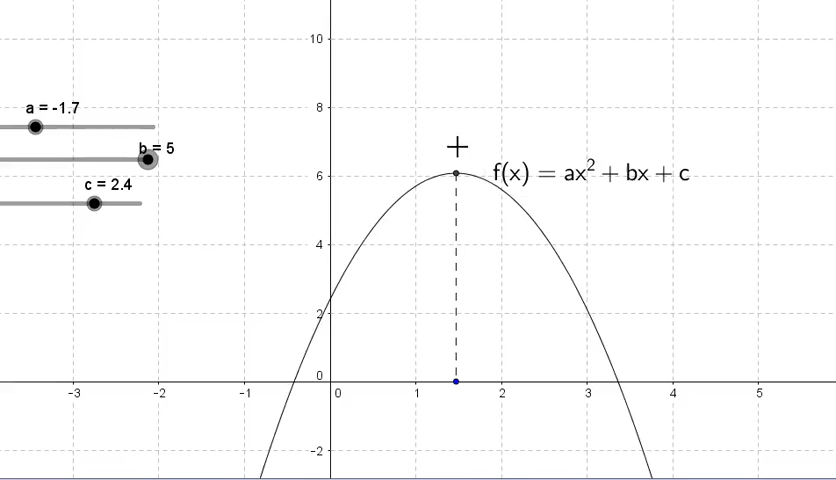 10
a = -1.7
8
b = 5
f(x) = ax² + bx + c
6
c = 2.4
4
2
0
-3 -2 -1 0 1 2 3 4 5
-2